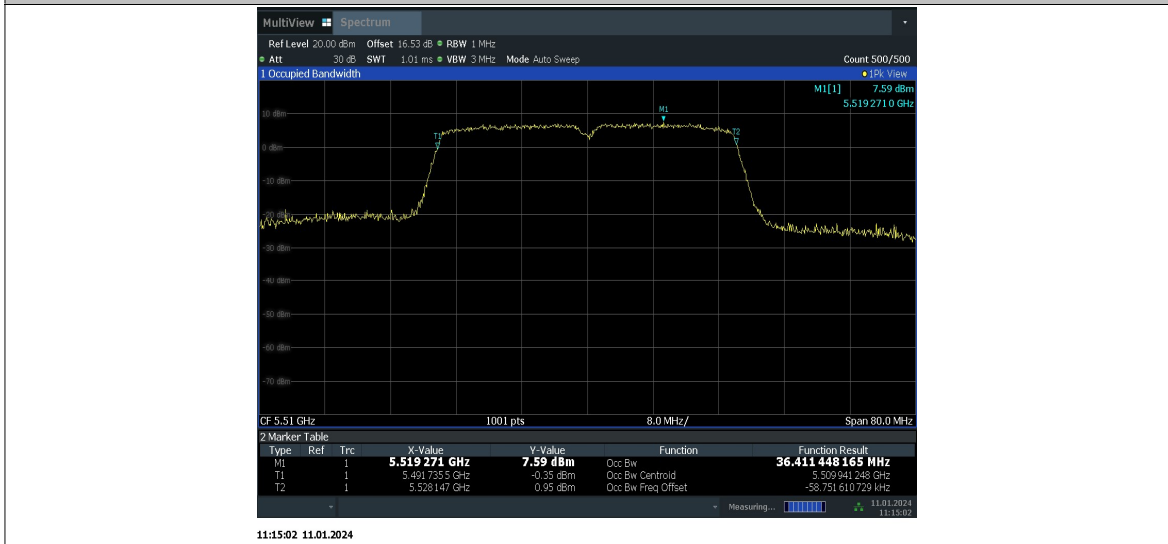 MultiView Spectrum
Ref Level 20.00 dBm Offset 16.53 dB RBW 1 MHz
Att 30 dB SWT 1.01 ms VBW 3 MHz Mode Auto Sweep Count 500/500
1 Occupied Bandwidth 1Pk View
M1[1] 7.59 dBm
5.519 271 0 GHz
M1
10 dBm
T1 T2
0 dBm
-10 dBm
-20 dBm
-30 dBm
-40 dBm
-50 dBm
-60 dBm
-70 dBm
CF 5.51 GHz 1001 pts 8.0 MHz/ Span 80.0 MHz
2 Marker Table
Type Ref Trc X-Value Y-Value Function Function Result
M1 1 5.519 271 GHz 7.59 dBm Occ Bw 36.411 448 165 MHz
T1 1 5.491 735 5 GHz -0.35 dBm Occ Bw Centroid 5.509 941 248 GHz
T2 1 5.528 147 GHz 0.95 dBm Occ Bw Freq Offset -58.751 610 729 kHz
Measuring... 11.01.2024
11:15:02
11:15:02 11.01.2024